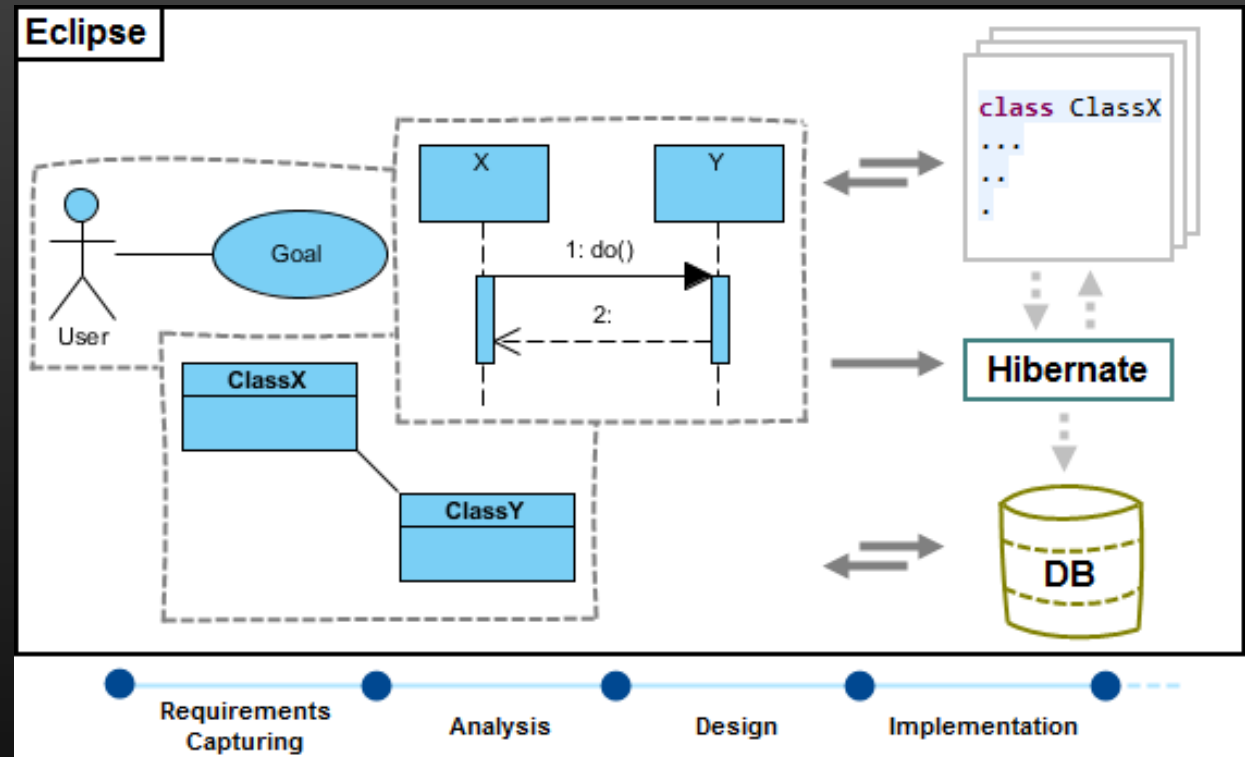 Eclipse
class ClassX
...
..
.
X
Y
1: do()
2:
Goal
User
Hibernate
ClassX
ClassY
DB
Requirements
Capturing
Analysis
Design
Implementation